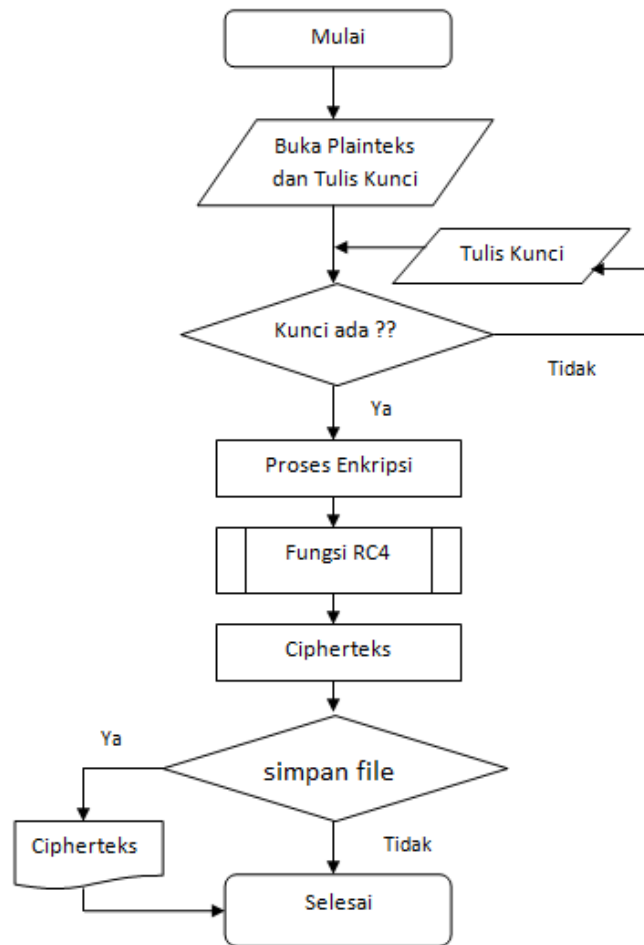 Mulai
Buka Plainteks
dan Tulis Kunci
Tulis Kunci
Kunci ada ??
Tidak
Ya
Proses Enkripsi
Fungsi RC4
Cipherteks
Ya
simpan file
Cipherteks
Tidak
Selesai